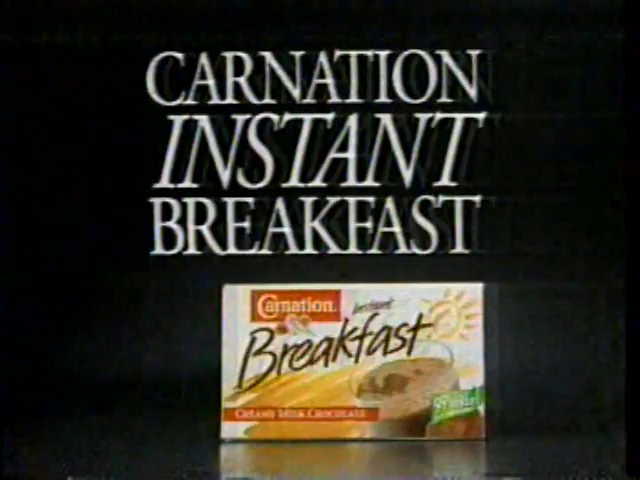 CARNATION
INSTANT
BREAKFAST
Carnation.
Instant
Breakfast
CREAMY MILK CHOCOLATE